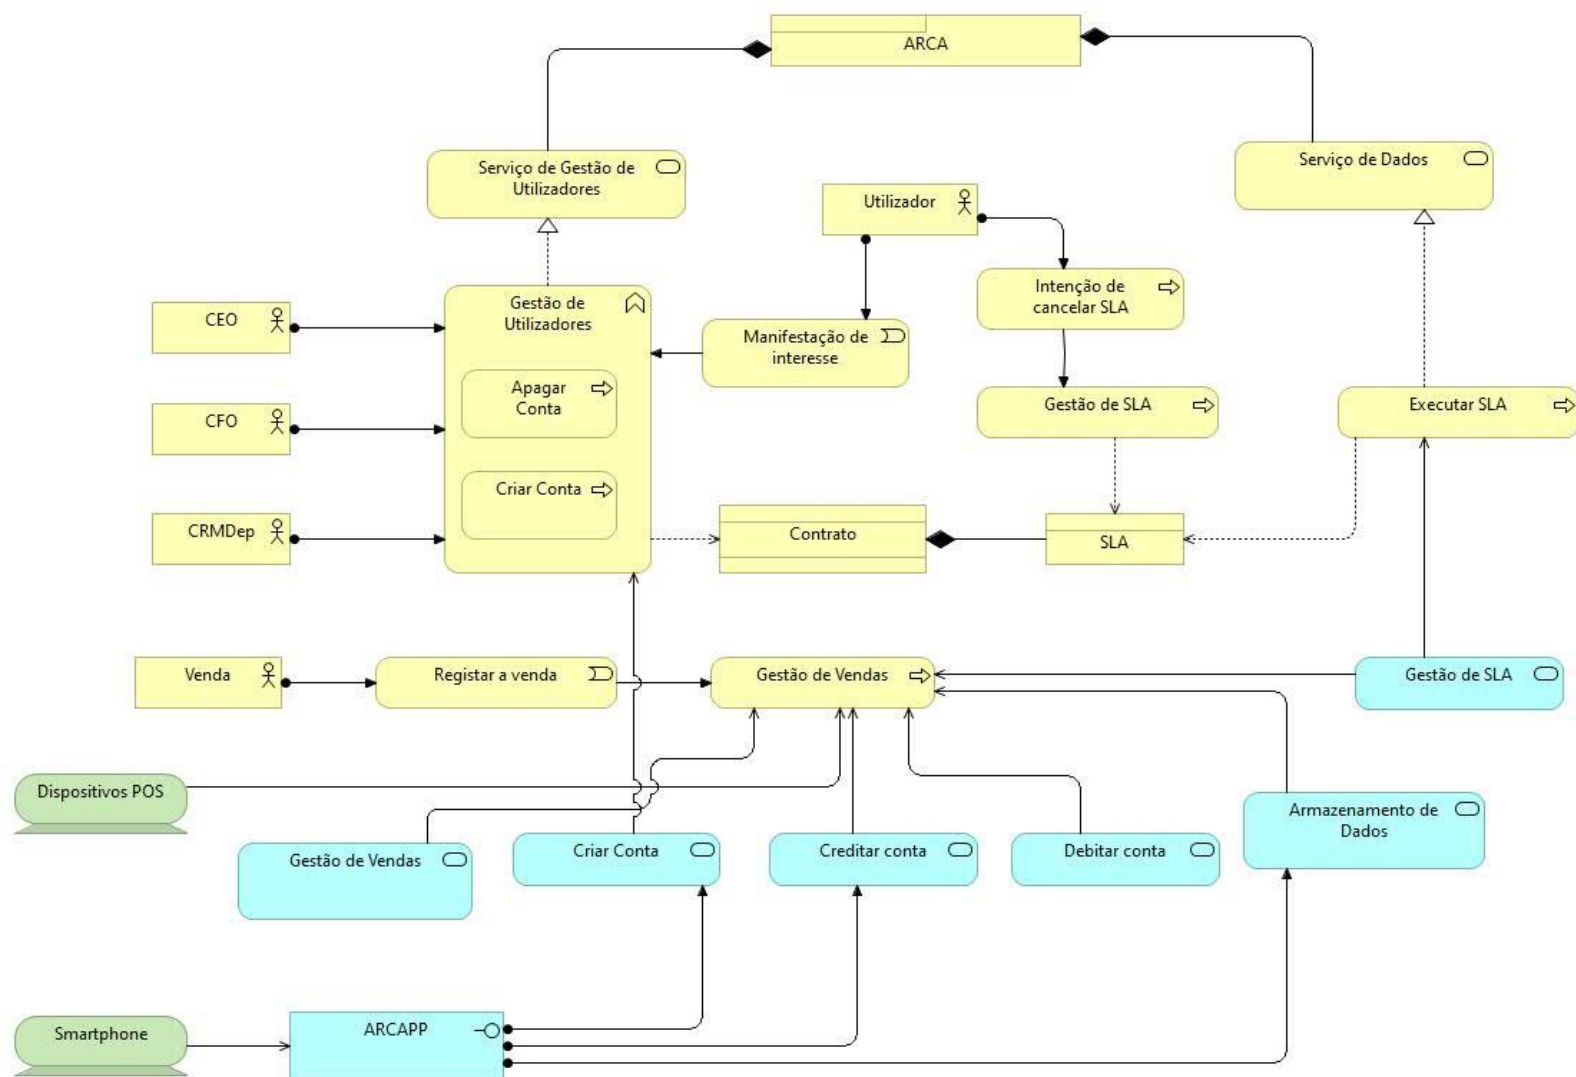 ARCA
Serviço de Gestão de
Utilizadores
Serviço de Dados
Utilizador
Intenção de
cancelar SLA
Gestão de
Utilizadores
CEO
Manifestação de
interesse
Apagar
Conta
Gestão de SLA
Executar SLA
CFO
Criar Conta
CRMDep
Contrato
SLA
Venda
Registar a venda
Gestão de Vendas
Gestão de SLA
Dispositivos POS
Gestão de Vendas
Criar Conta
Creditar conta
Debitar conta
Armazenamento de
Dados
Smartphone
ARCAPP